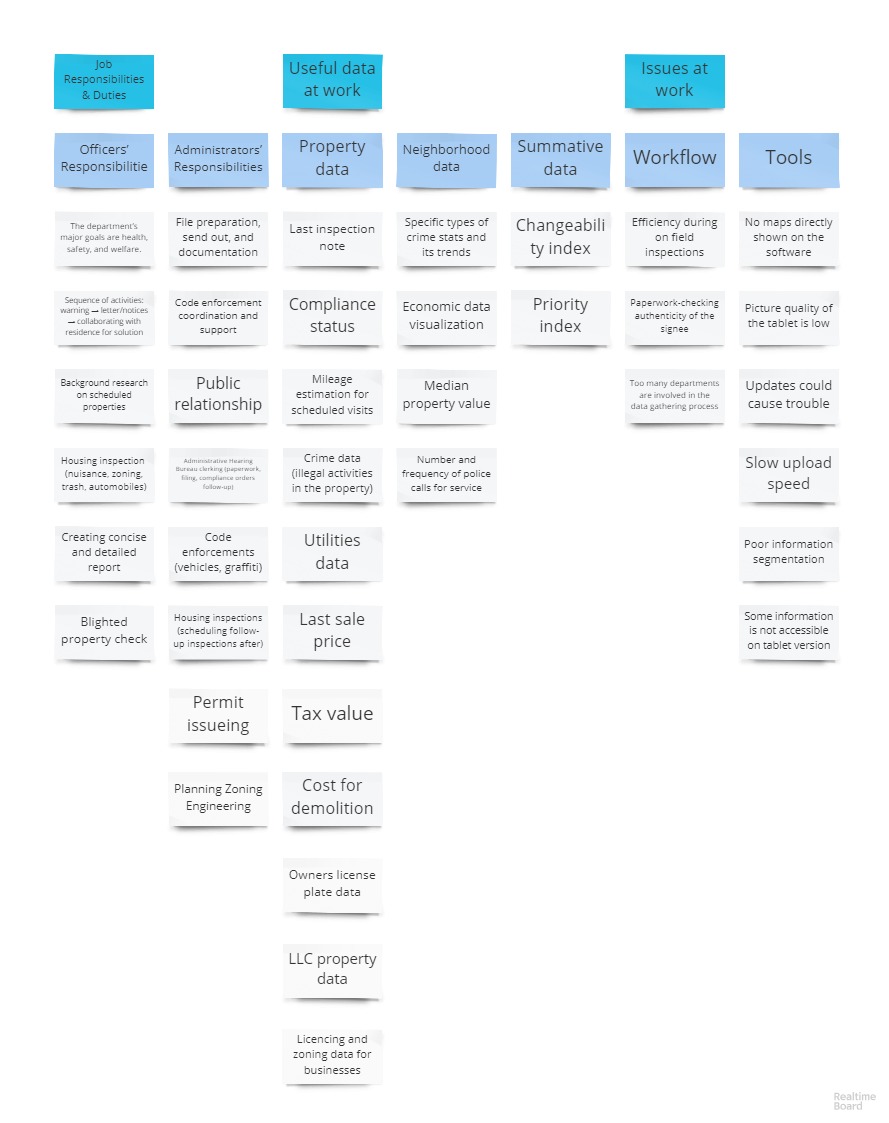 Job
Responsibilities
& Duties
Useful data
at work
Issues at
work
Officers'
Responsibilitie
Administrators'
Responsibilities
Property
data
Neighborhood
data
Summative
data
Workflow
Tools
The department's
major goals are health,
safety, and welfare.
File preparation,
send out, and
documentation
Last inspection
note
Specific types of
crime stats and
its trends
Changeabili
ty index
Efficiency during
on field
inspections
No maps directly
shown on the
software
Sequence of activities:
warning → letter/notices
→ collaborating with
residence for solution
Code enforcement
coordination and
support
Compliance
status
Economic data
visualization
Priority
index
Paperwork-checking
authenticity of the
signee
Picture quality of
the tablet is low
Background research
on scheduled
properties
Public
relationship
Mileage
estimation for
scheduled visits
Median
property value
Too many departments
are involved in the
data gathering process
Updates could
cause trouble
Housing inspection
(nuisance, zoning,
trash, automobiles)
Administrative Hearing
Bureau clerking (paperwork,
filing, compliance orders
follow-up)
Crime data
(illegal activities
in the property)
Number and
frequency of police
calls for service
Slow upload
speed
Creating concise
and detailed
report
Code
enforcements
(vehicles, graffiti)
Utilities
data
Poor information
segmentation
Blighted
property check
Housing inspections
(scheduling follow-
up inspections after)
Last sale
price
Some information
is not accessible
on tablet version
Permit
issueing
Tax value
Planning Zoning
Engineering
Cost for
demolition
Owners license
plate data
LLC property
data
Licencing and
zoning data for
businesses
Realtime
Board